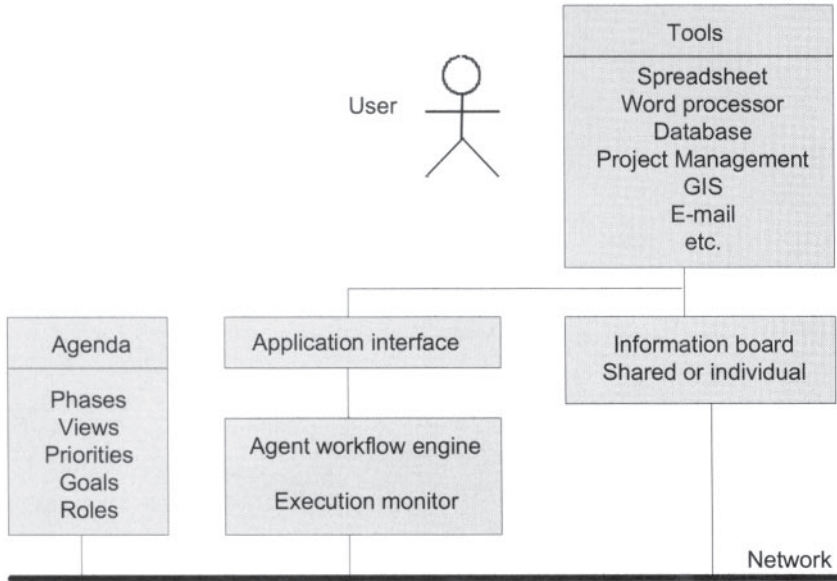 User
Tools
Spreadsheet
Word processor
Database
Project Management
GIS
E-mail
etc.
Agenda
Phases
Views
Priorities
Goals
Roles
Application interface
Agent workflow engine
Execution monitor
Information board
Shared or individual
Network